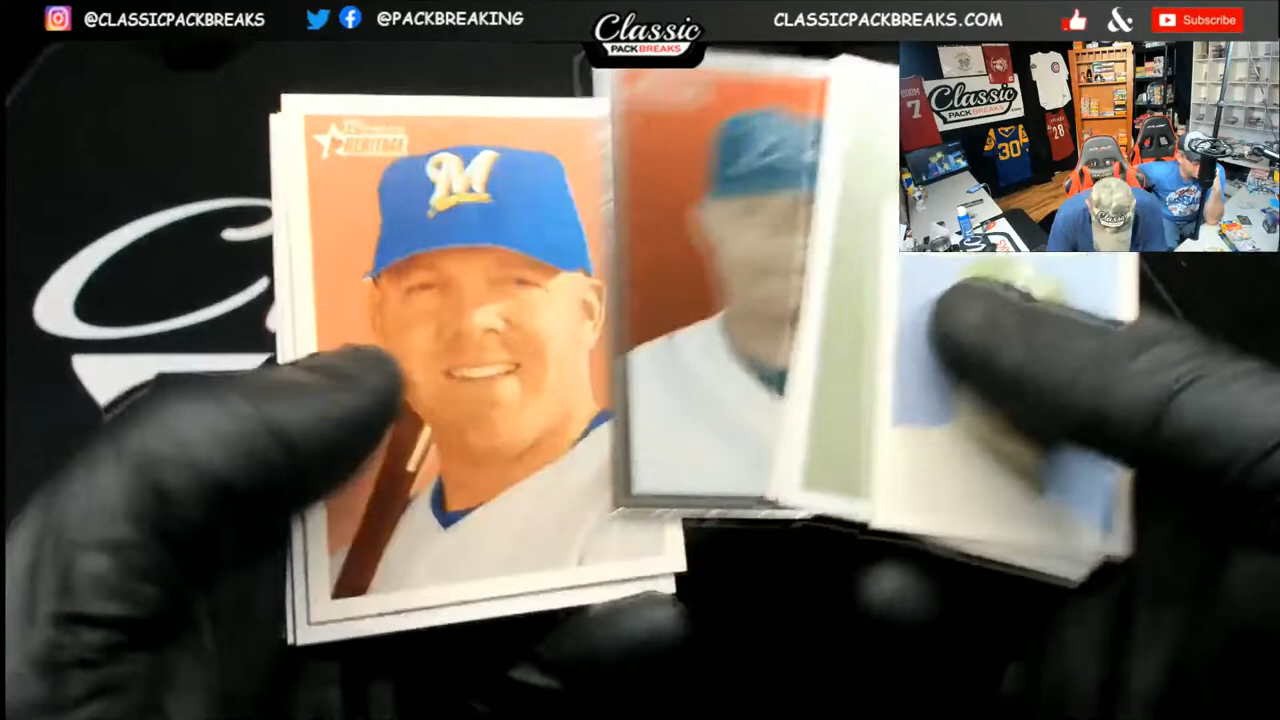 @CLASSICPACKBREAKS
@PACKBREAKING
Classic
PACK BREAKS
CLASSICPACKBREAKS.COM
Subscribe
HERITAGE
M
Classic
PACK BREAKS
7
30
28
C